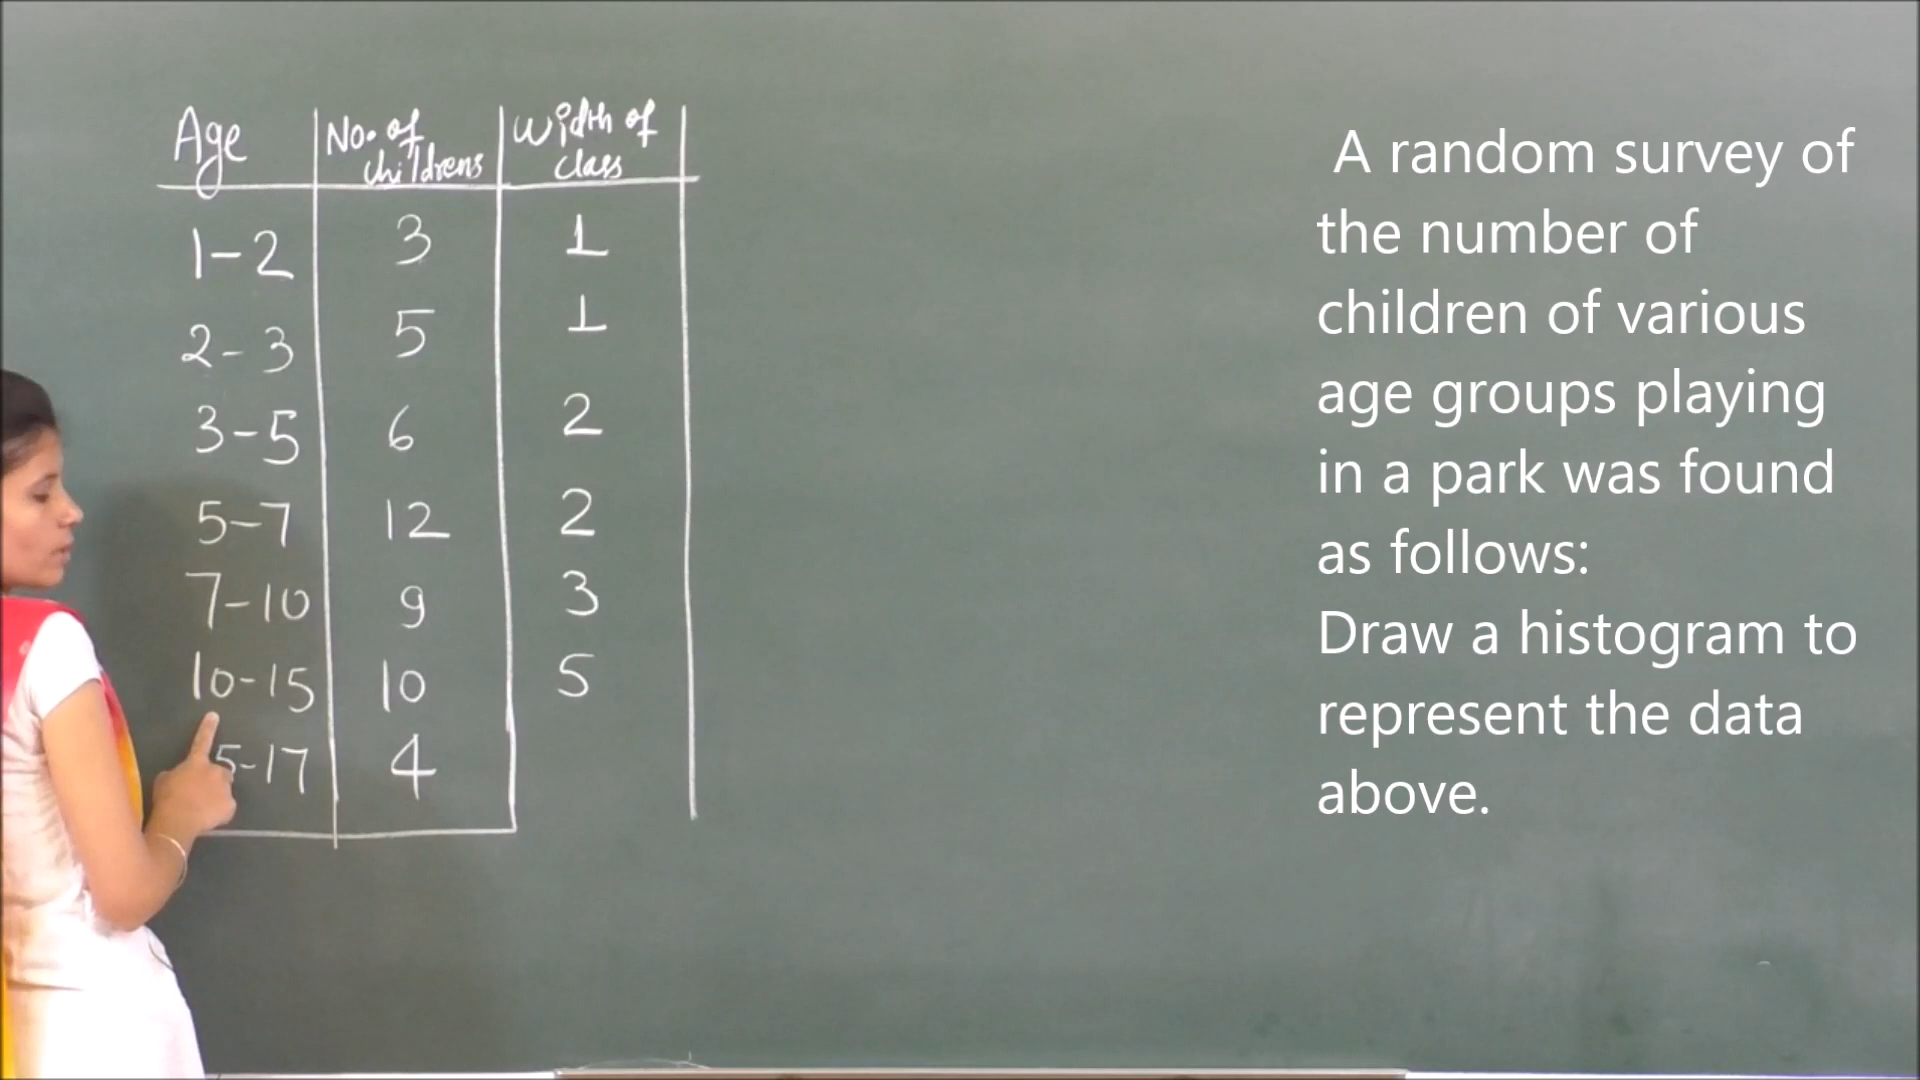 Age No. of childrens Width of class
1-2 3 1
2-3 5 1
3-5 6 2
5-7 12 2
7-10 9 3
10-15 10 5
5-17 4
A random survey of
the number of
children of various
age groups playing
in a park was found
as follows:
Draw a histogram to
represent the data
above.